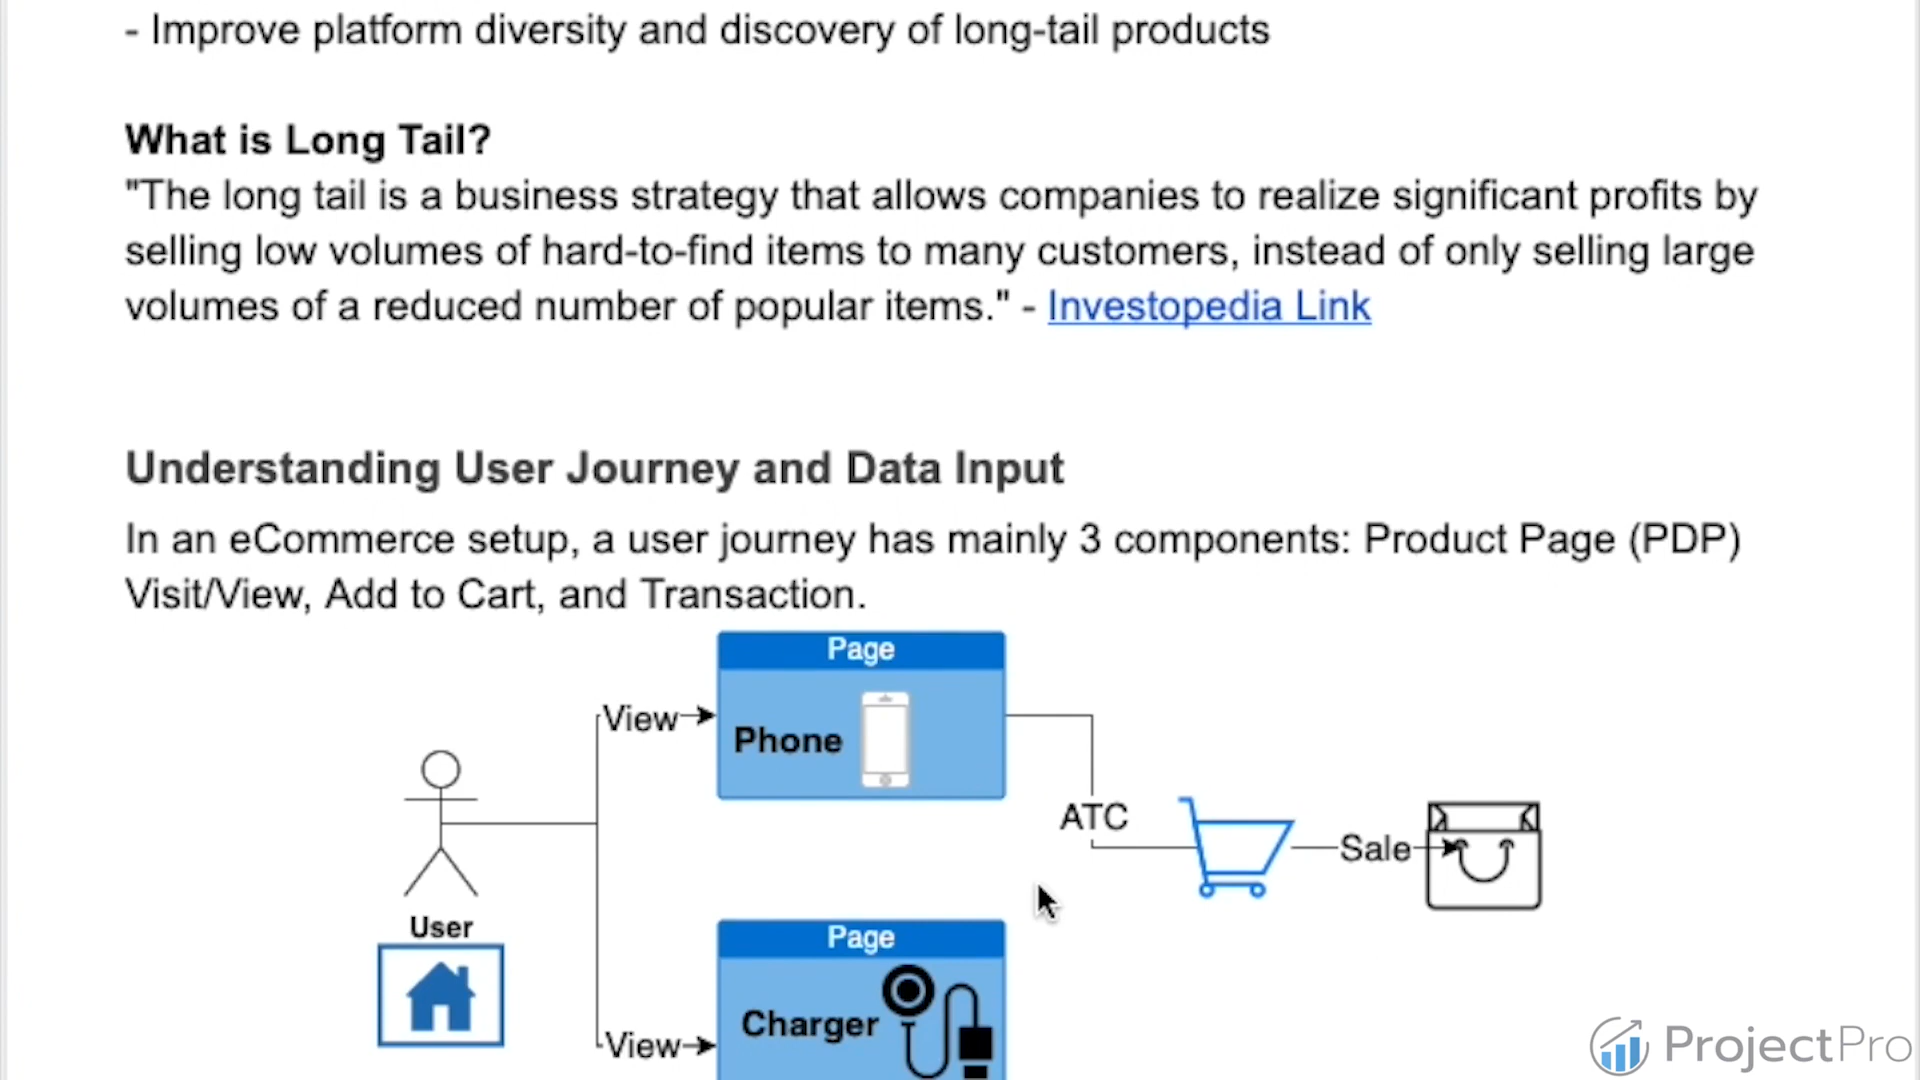 - Improve platform diversity and discovery of long-tail products
What is Long Tail?
"The long tail is a business strategy that allows companies to realize significant profits by
selling low volumes of hard-to-find items to many customers, instead of only selling large
volumes of a reduced number of popular items." - Investopedia Link
Understanding User Journey and Data Input
In an eCommerce setup, a user journey has mainly 3 components: Product Page (PDP)
Visit/View, Add to Cart, and Transaction.
Page
View
Phone
ATC
Sale
User
Page
Charger
View
ProjectPro